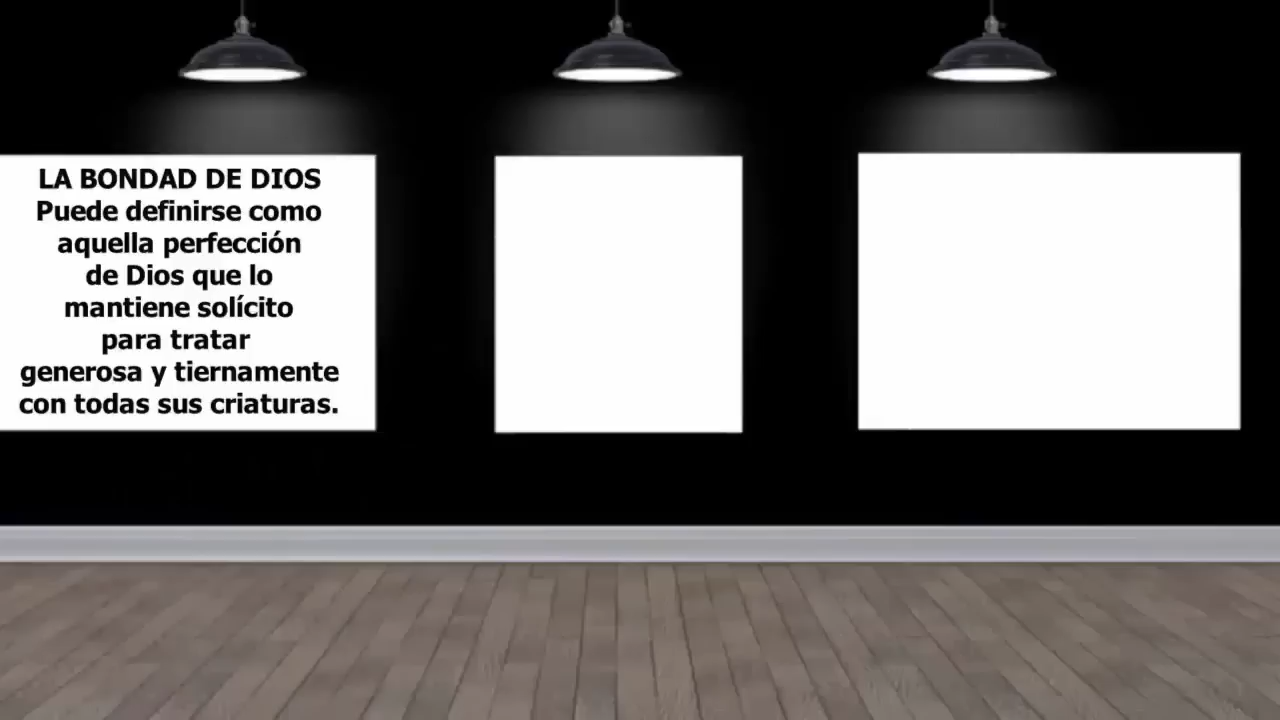 LA BONDAD DE DIOS
Puede definirse como
aquella perfección
de Dios que lo
mantiene solícito
para tratar
generosa y tiernamente
con todas sus criaturas.